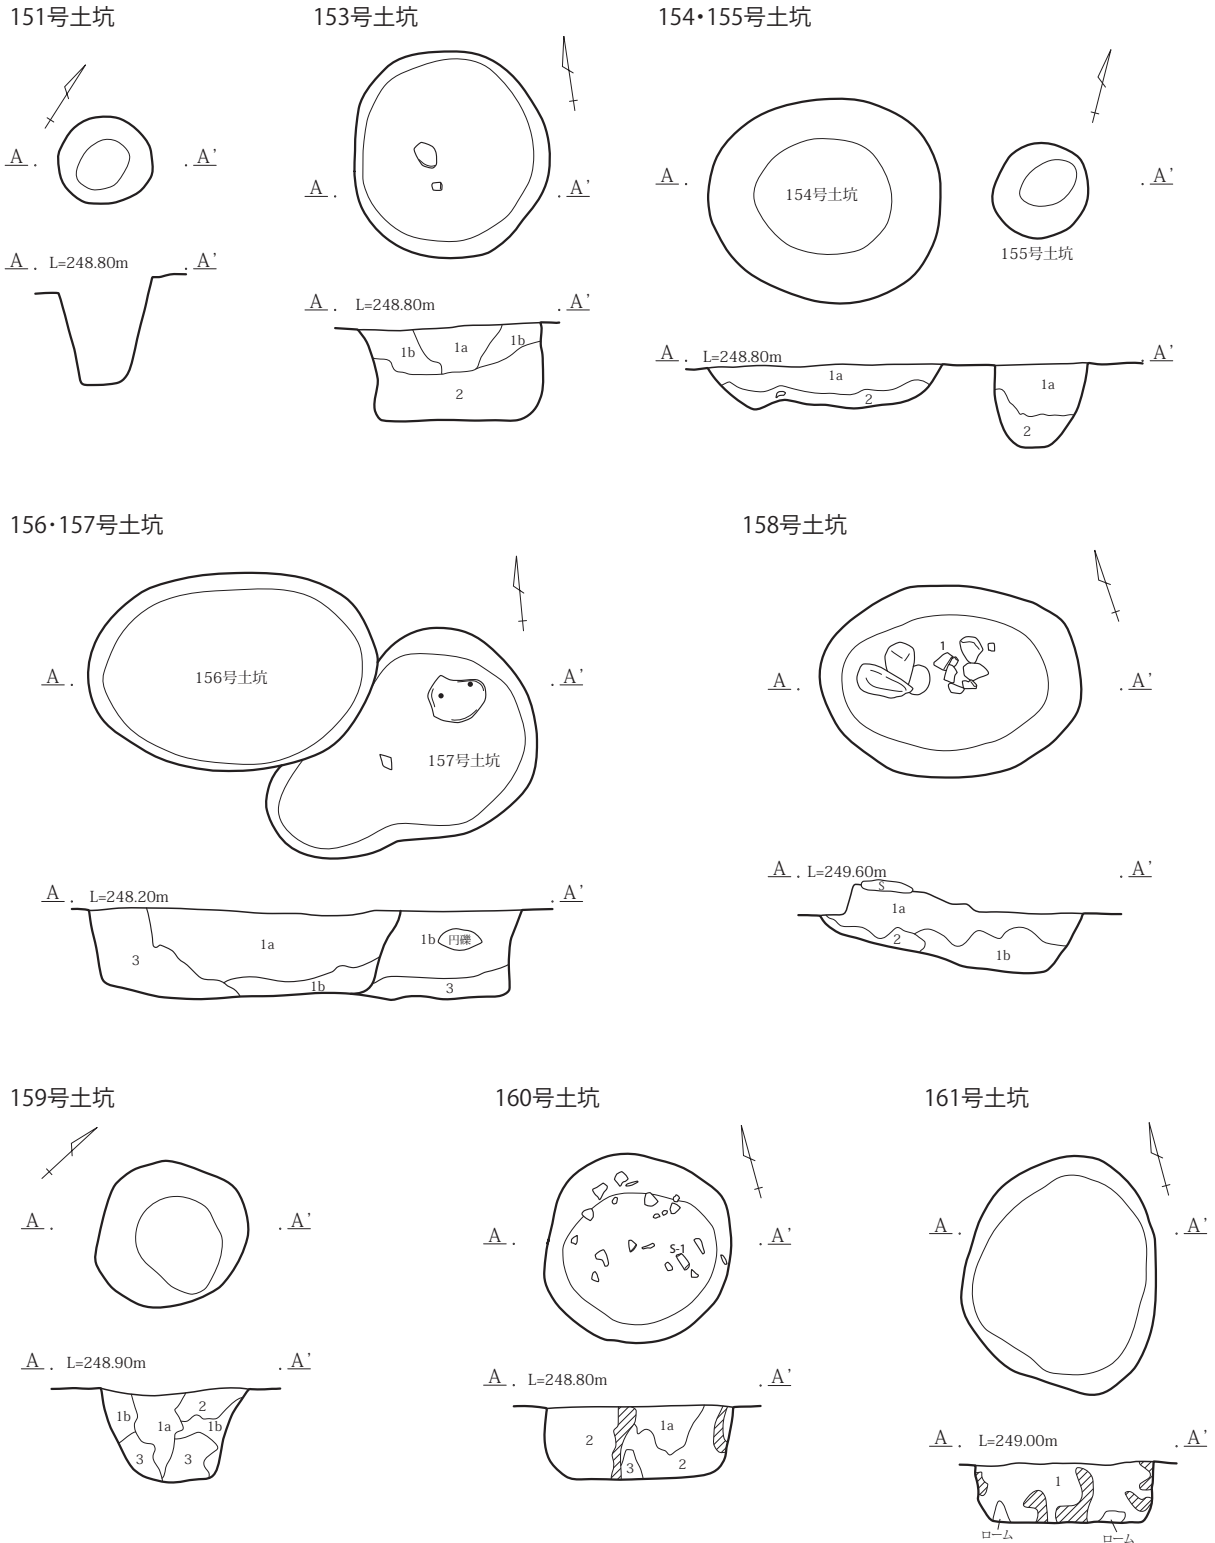 151号土坑
A . . A'
A . L=248.80m . A'
153号土坑
A . . A'
A . L=248.80m . A'
1b 1a 1b
2
154・155号土坑
A . . A'
154号土坑
155号土坑
A . L=248.80m . A'
1a 1a
2 2
156・157号土坑
A . . A'
156号土坑
157号土坑
A . L=248.20m . A'
3 1a 1b 円礫
1b 3
158号土坑
1
A . . A'
A . L=249.60m . A'
S
1a
2 1b
159号土坑
A . . A'
A . L=248.90m . A'
1b 1a 2 1b
3 3
160号土坑
A . . A'
S-1
A . L=248.80m . A'
2 1a
3 2
161号土坑
A . . A'
A . L=249.00m . A'
1
ローム ローム